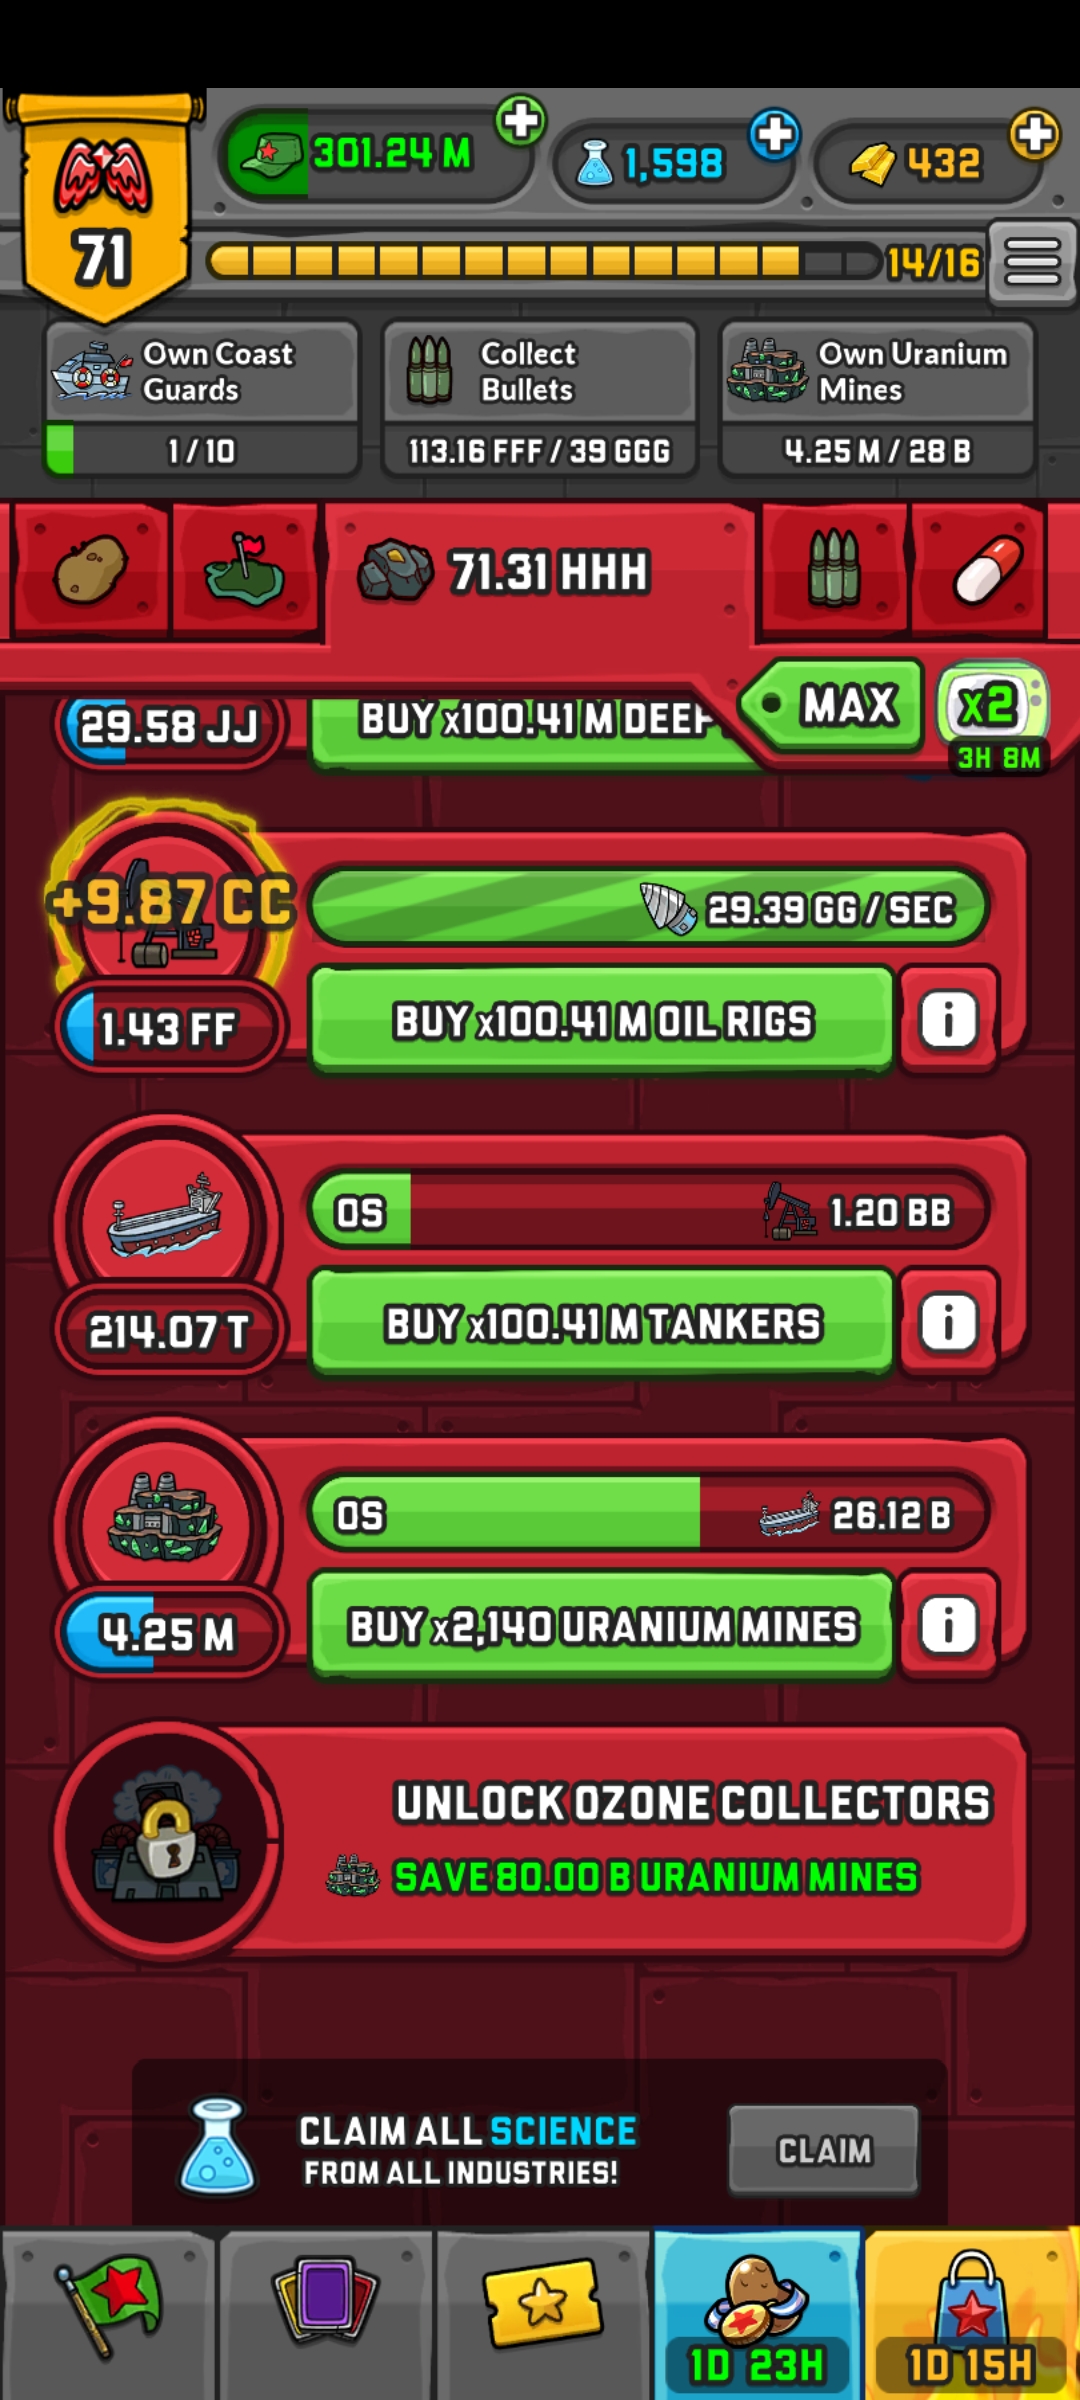 301.24 M
1,598
432
71
14/16
Own Coast
Guards
1 / 10
Collect
Bullets
113.16 FFF / 39 GGG
Own Uranium
Mines
4.25 M / 28 B
71.31 HHH
MAX
x2
3H 8M
29.58 JJ
BUY x100.41 M DEEP
+9.87 CC
29.39 GG / SEC
1.43 FF
BUY x100.41 M OIL RIGS
i
0S
1.20 BB
214.07 T
BUY x100.41 M TANKERS
i
0S
26.12 B
4.25 M
BUY x2,140 URANIUM MINES
i
UNLOCK OZONE COLLECTORS
SAVE 80.00 B URANIUM MINES
CLAIM ALL SCIENCE
FROM ALL INDUSTRIES!
CLAIM
1D 23H
1D 15H